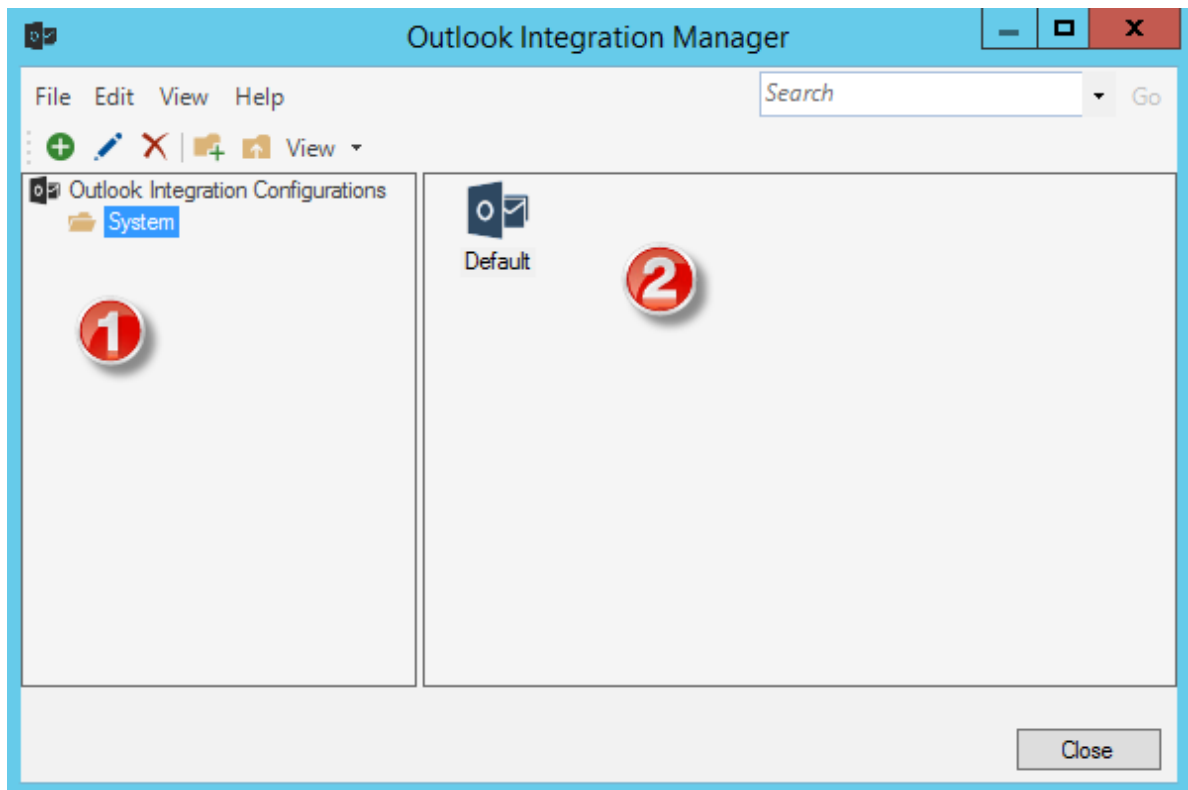 Outlook Integration Manager
File Edit View Help
Search
Go
View
Outlook Integration Configurations
System
Default
1
2
Close